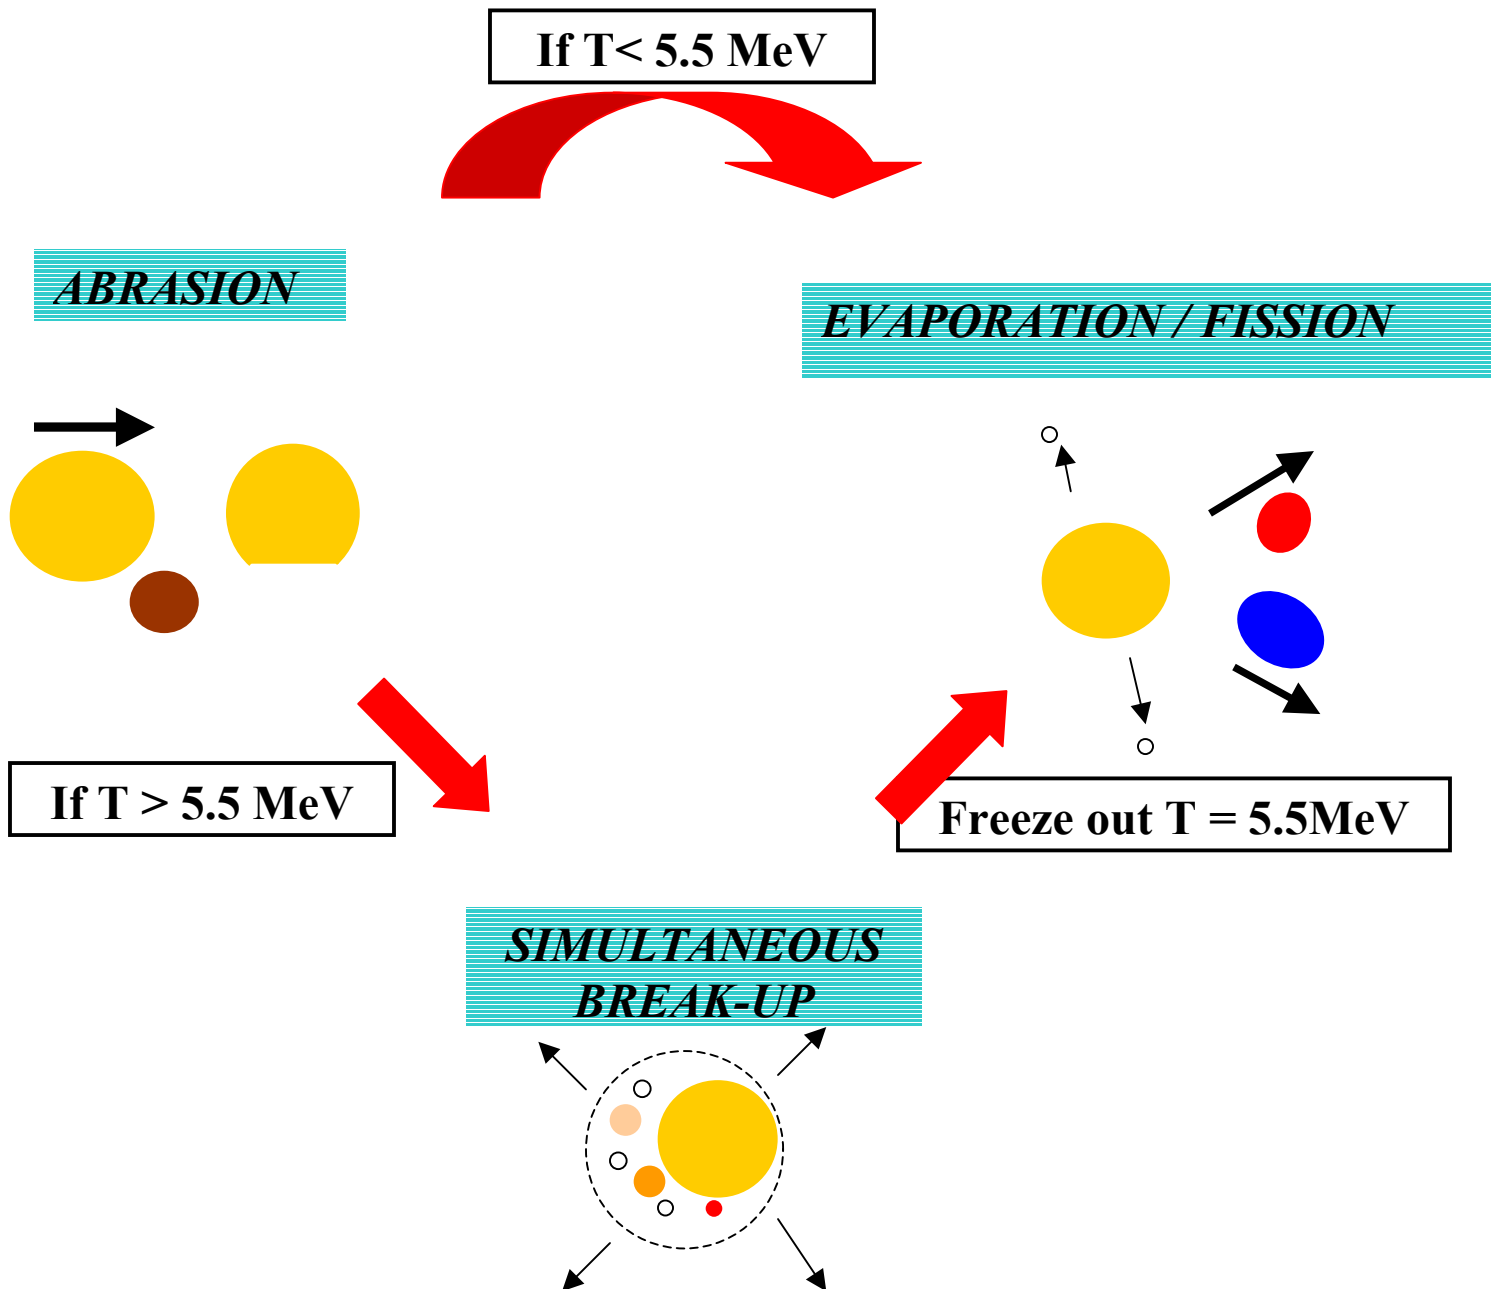 If T< 5.5 MeV
ABRASION
EVAPORATION / FISSION
If T > 5.5 MeV
Freeze out T = 5.5MeV
SIMULTANEOUS
BREAK-UP